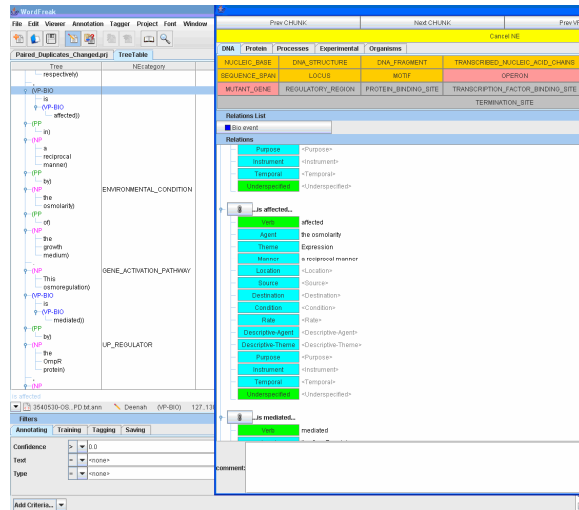 WordFreak
File Edit Viewer Annotation Tagger Project Font Window
Paired_Duplicates_Changed.prj TreeTable
Tree NEcategory
respectively)
,
(VP-BIO
is
(VP-BIO
affected))
(PP
in)
(NP
a
reciprocal
manner)
(PP
by)
(NP ENVIRONMENTAL_CONDITION
the
osmolarity)
(PP
of)
(NP
the
growth
medium)
.
(NP GENE_ACTIVATION_PATHWAY
This
osmoregulation)
(VP-BIO
is
(VP-BIO
mediated))
(PP
by)
(NP UP_REGULATOR
the
OmpR
protein)
,
(NP
is affected
3540530-OS...PD.txt.ann Deenah (VP-BIO) 127..13
Filters
Annotating Training Tagging Saving
Confidence > 0.0
Text = <none>
Type = <none>
Add Criteria...
Prev CHUNK Next CHUNK Prev VP
Cancel NE
DNA Protein Processes Experimental Organisms
NUCLEIC_BASE DNA_STRUCTURE DNA_FRAGMENT TRANSCRIBED_NUCLEIC_ACID_CHAINS
SEQUENCE_SPAN LOCUS MOTIF OPERON
MUTANT_GENE REGULATORY_REGION PROTEIN_BINDING_SITE TRANSCRIPTION_FACTOR_BINDING_SITE
TERMINATION_SITE
Relations List
Bio event
Relations
Purpose <Purpose>
Instrument <Instrument>
Temporal <Temporal>
Underspecified <Underspecified>
...is affected...
Verb affected
Agent the osmolarity
Theme Expression
Manner a reciprocal manner
Location <Location>
Source <Source>
Destination <Destination>
Condition <Condition>
Rate <Rate>
Descriptive-Agent <Descriptive-Agent>
Descriptive-Theme <Descriptive-Theme>
Purpose <Purpose>
Instrument <Instrument>
Temporal <Temporal>
Underspecified <Underspecified>
...is mediated...
Verb mediated
comment: